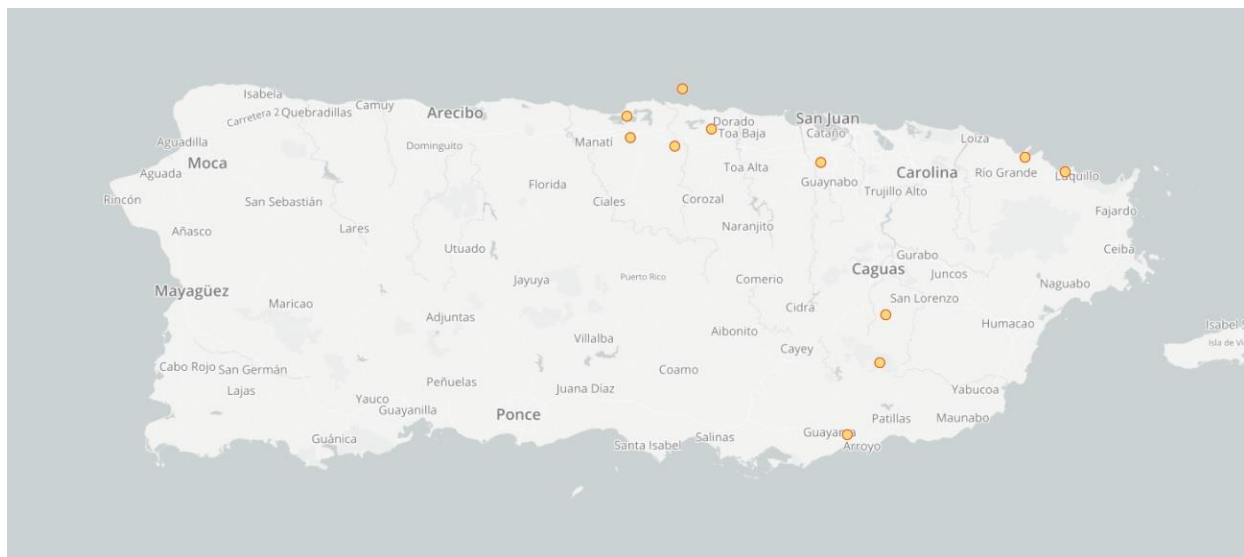 Isabela
Camuy
Carretera 2
Quebradillas
Arecibo
San Juan
Dorado
Cataño
Toa Baja
Loiza
Aguadilla
Manatí
Dominguito
Moca
Toa Alta
Aguada
Carolina
Río Grande
Luquillo
Guaynabo
Florida
Trujillo Alto
Rincón
San Sebastián
Ciales
Corozal
Fajardo
Añasco
Lares
Naranjito
Utuado
Gurabo
Ceiba
Caguas
Juncos
Puerto Rico
Jayuya
Comerio
Naguabo
Mayagüez
San Lorenzo
Maricao
Cidra
Adjuntas
Aibonito
Humacao
Isabel
Villalba
Isla de
Cayey
Cabo Rojo
San Germán
Coamo
Peñuelas
Juana Díaz
Lajas
Yabucoa
Yauco
Guayanilla
Ponce
Patillas
Maunabo
Guayama
Guánica
Salinas
Santa Isabel
Arroyo